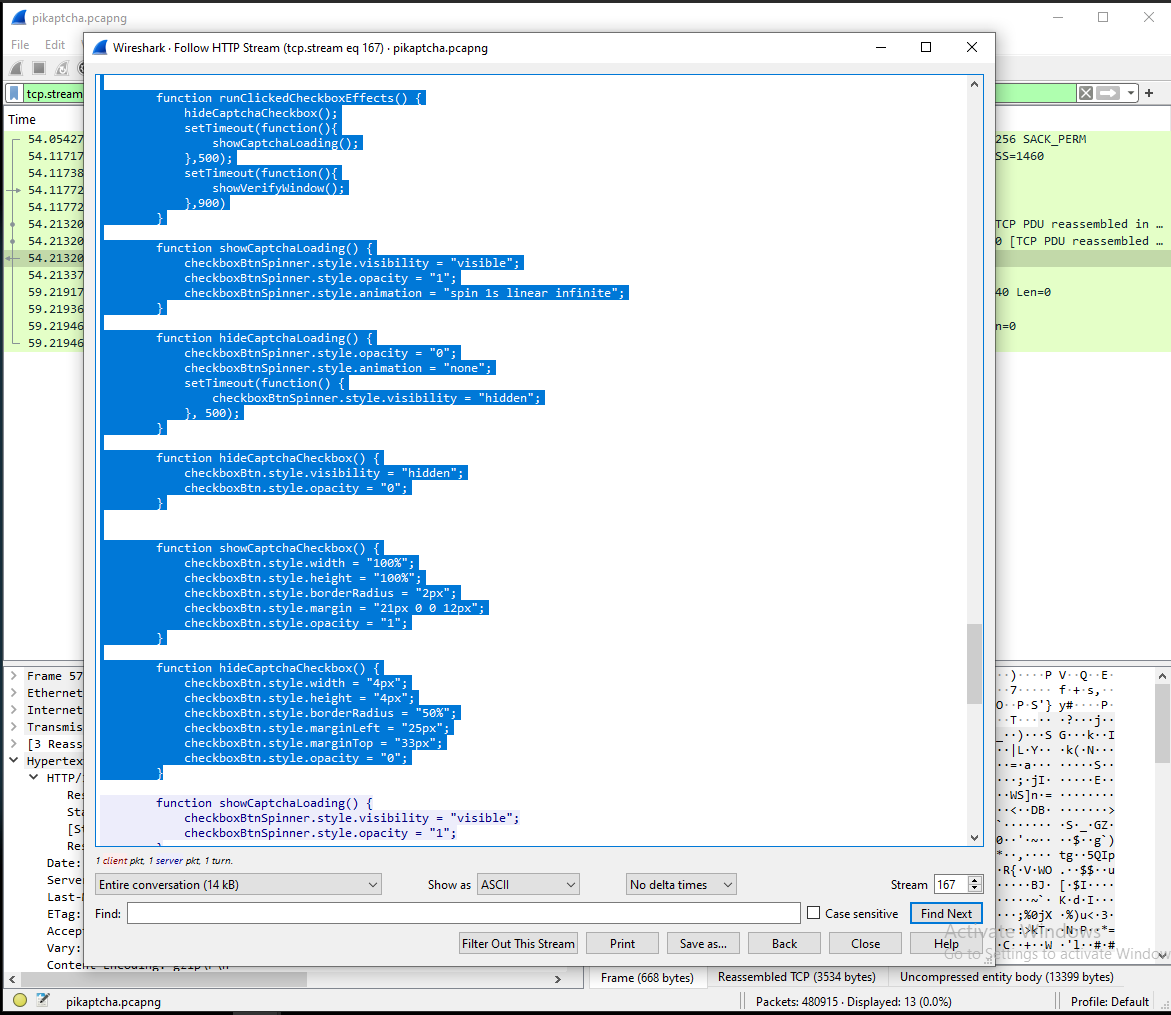 pikaptcha.pcapng
File Edit
Wireshark · Follow HTTP Stream (tcp.stream eq 167) · pikaptcha.pcapng
tcp.stream
Time
54.05427
54.11717
54.11738
54.11772
54.11772
54.21320
54.21320
54.21320
54.21337
59.21917
59.21936
59.21946
59.21946
256 SACK_PERM
SS=1460
TCP PDU reassembled in …
0 [TCP PDU reassembled …
40 Len=0
n=0
function runClickedCheckboxEffects() {
hideCaptchaCheckbox();
setTimeout(function(){
showCaptchaLoading();
},500);
setTimeout(function(){
showVerifyWindow();
},900)
}
function showCaptchaLoading() {
checkboxBtnSpinner.style.visibility = "visible";
checkboxBtnSpinner.style.opacity = "1";
checkboxBtnSpinner.style.animation = "spin 1s linear infinite";
}
function hideCaptchaLoading() {
checkboxBtnSpinner.style.opacity = "0";
checkboxBtnSpinner.style.animation = "none";
setTimeout(function() {
checkboxBtnSpinner.style.visibility = "hidden";
}, 500);
}
function hideCaptchaCheckbox() {
checkboxBtn.style.visibility = "hidden";
checkboxBtn.style.opacity = "0";
}
function showCaptchaCheckbox() {
checkboxBtn.style.width = "100%";
checkboxBtn.style.height = "100%";
checkboxBtn.style.borderRadius = "2px";
checkboxBtn.style.margin = "21px 0 0 12px";
checkboxBtn.style.opacity = "1";
}
function hideCaptchaCheckbox() {
checkboxBtn.style.width = "4px";
checkboxBtn.style.height = "4px";
checkboxBtn.style.borderRadius = "50%";
checkboxBtn.style.marginLeft = "25px";
checkboxBtn.style.marginTop = "33px";
checkboxBtn.style.opacity = "0";
}
function showCaptchaLoading() {
checkboxBtnSpinner.style.visibility = "visible";
checkboxBtnSpinner.style.opacity = "1";
1 client pkt, 1 server pkt, 1 turn.
Entire conversation (14 kB) Show as ASCII No delta times Stream 167
Find: Case sensitive Find Next
Filter Out This Stream Print Save as... Back Close Help
Frame 57
Ethernet
Internet
Transmis
[3 Reass
Hypertex
HTTP/
Res
Sta
[St
Res
Date:
Serve
Last-
ETag:
Accep
Vary:
Content-Encoding: gzip\r\n
Activate Windows
Go to Settings to activate Window
Frame (668 bytes) Reassembled TCP (3534 bytes) Uncompressed entity body (13399 bytes)
pikaptcha.pcapng Packets: 480915 · Displayed: 13 (0.0%) Profile: Default